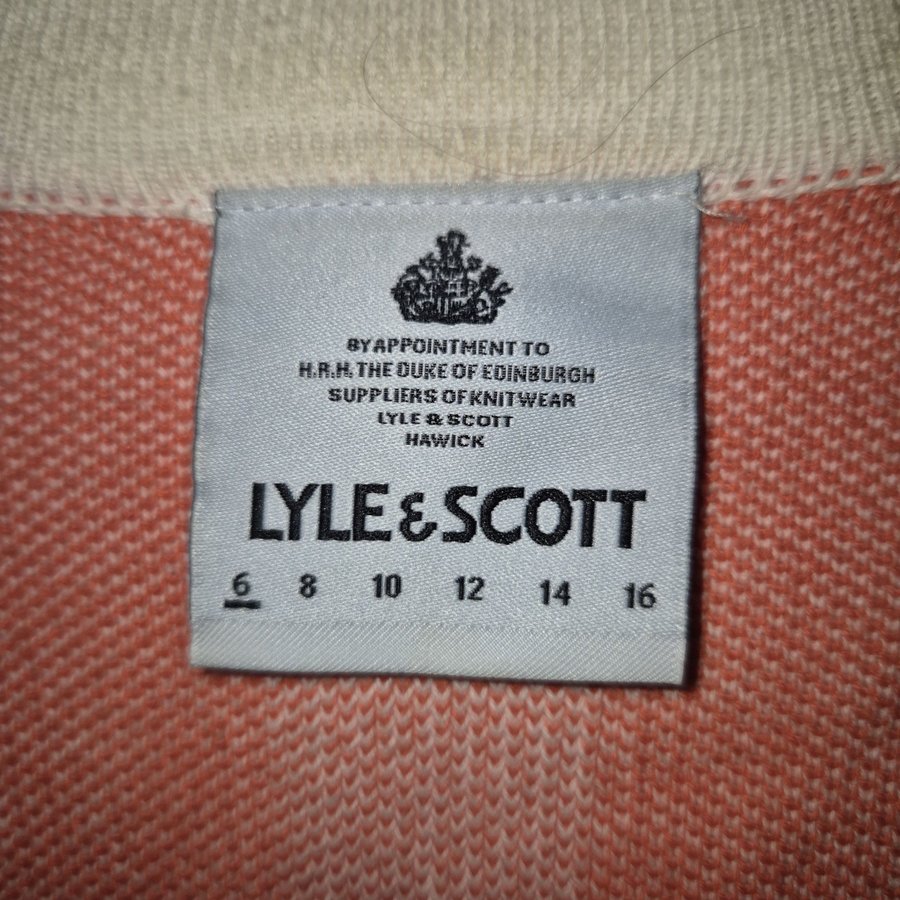 BY APPOINTMENT TO
H.R.H. THE DUKE OF EDINBURGH
SUPPLIERS OF KNITWEAR
LYLE & SCOTT
HAWICK
LYLE & SCOTT
6 8 10 12 14 16